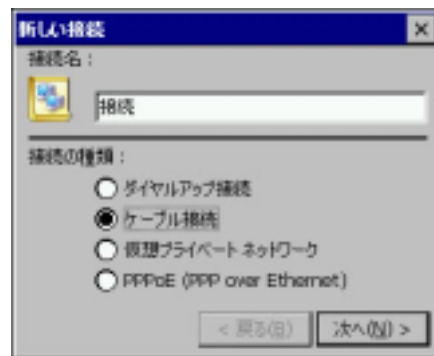 新しい接続
接続名:
接続
接続の種類:
ダイヤルアップ接続
ケーブル接続
仮想プライベート ネットワーク
PPPoE (PPP over Ethernet)
< 戻る(B)
次へ(N) >